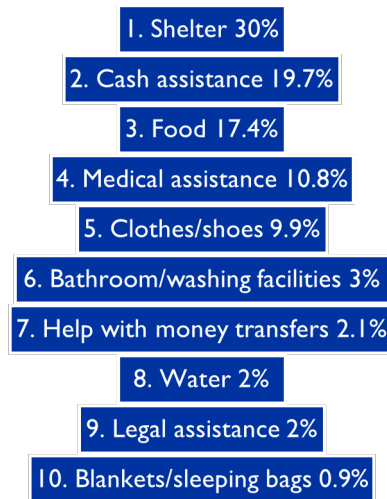 1. Shelter 30%
2. Cash assistance 19.7%
3. Food 17.4%
4. Medical assistance 10.8%
5. Clothes/shoes 9.9%
6. Bathroom/washing facilities 3%
7. Help with money transfers 2.1%
8. Water 2%
9. Legal assistance 2%
10. Blankets/sleeping bags 0.9%